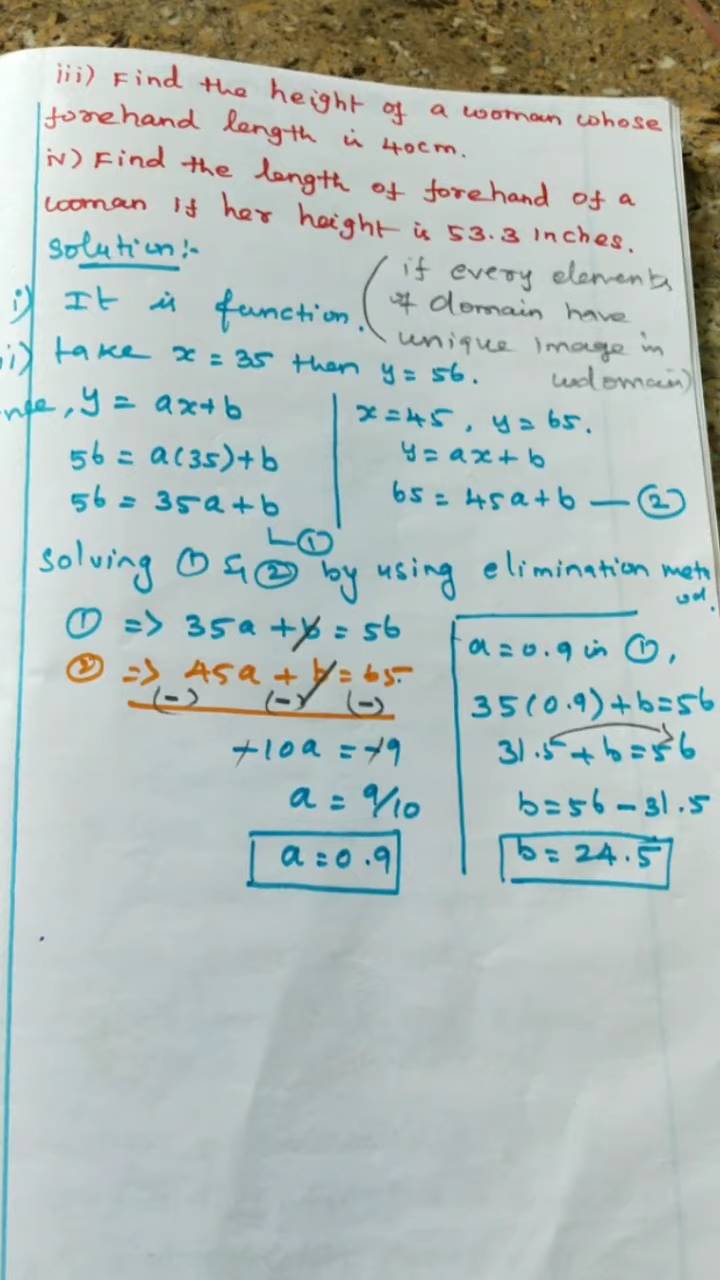 iii) Find the height of a woman whose
forehand length is 40cm.
iv) Find the length of forehand of a
woman if her height is 53.3 inches.
Solution:-
i) It is function. (if every elements
of domain have
unique image in
codomain)
ii) take x = 35 then y = 56.
y = ax+b
56 = a(35)+b
56 = 35a+b
①
x=45, y=65.
y=ax+b
65=45a+b — ②
Solving ① & ② by using elimination meth
od.
① => 35a + b = 56
② => 45a + b = 65
(-) (-) (-)
+10a = +9
a = 9/10
a = 0.9
a = 0.9 in ①,
35(0.9)+b=56
31.5+b=56
b=56-31.5
b=24.5